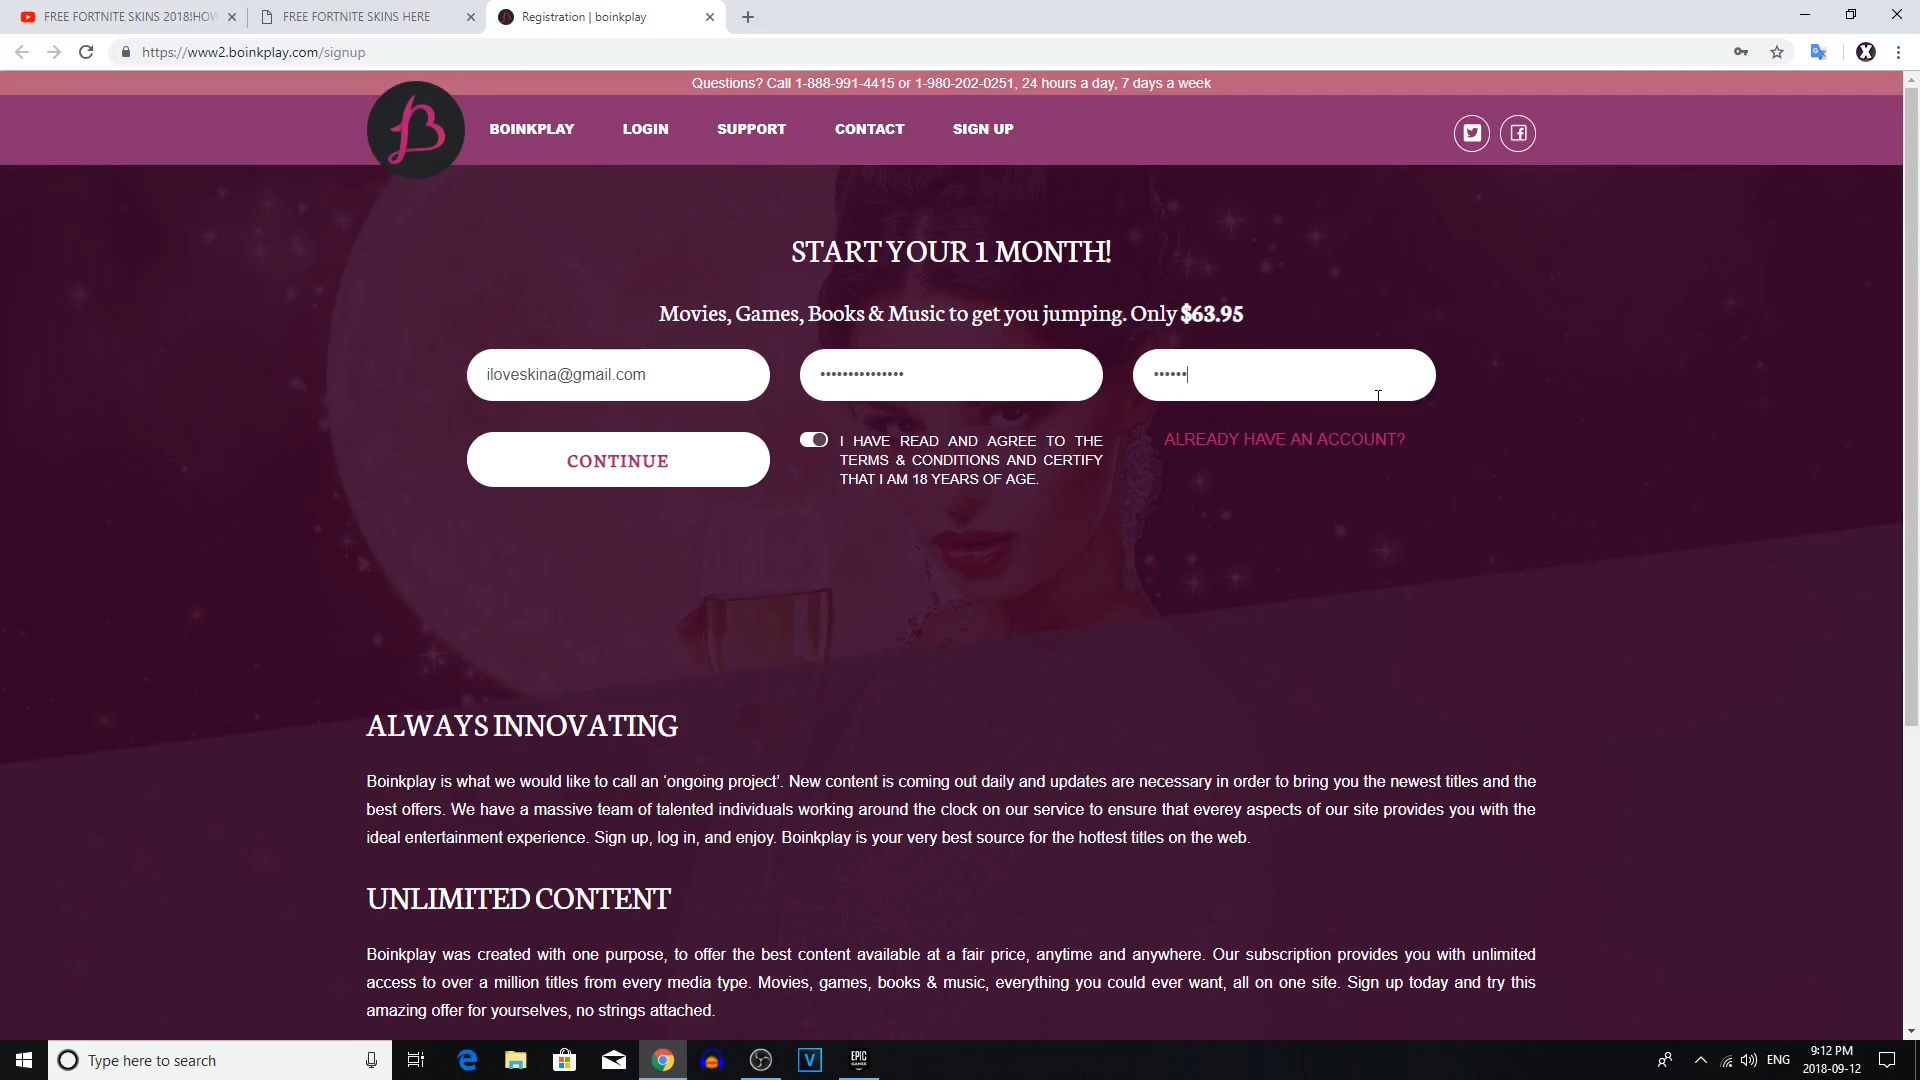 FREE FORTNITE SKINS 2018!HOW
FREE FORTNITE SKINS HERE
Registration | boinkplay
https://www2.boinkplay.com/signup
Questions? Call 1-888-991-4415 or 1-980-202-0251, 24 hours a day, 7 days a week
B
BOINKPLAY LOGIN SUPPORT CONTACT SIGN UP
START YOUR 1 MONTH!
Movies, Games, Books & Music to get you jumping. Only $63.95
iloveskina@gmail.com
CONTINUE
I HAVE READ AND AGREE TO THE
TERMS & CONDITIONS AND CERTIFY
THAT I AM 18 YEARS OF AGE.
ALREADY HAVE AN ACCOUNT?
ALWAYS INNOVATING
Boinkplay is what we would like to call an ‘ongoing project’. New content is coming out daily and updates are necessary in order to bring you the newest titles and the
best offers. We have a massive team of talented individuals working around the clock on our service to ensure that everey aspects of our site provides you with the
ideal entertainment experience. Sign up, log in, and enjoy. Boinkplay is your very best source for the hottest titles on the web.
UNLIMITED CONTENT
Boinkplay was created with one purpose, to offer the best content available at a fair price, anytime and anywhere. Our subscription provides you with unlimited
access to over a million titles from every media type. Movies, games, books & music, everything you could ever want, all on one site. Sign up today and try this
amazing offer for yourselves, no strings attached.
Type here to search
V
EPIC
GAMES
ENG
9:12 PM
2018-09-12